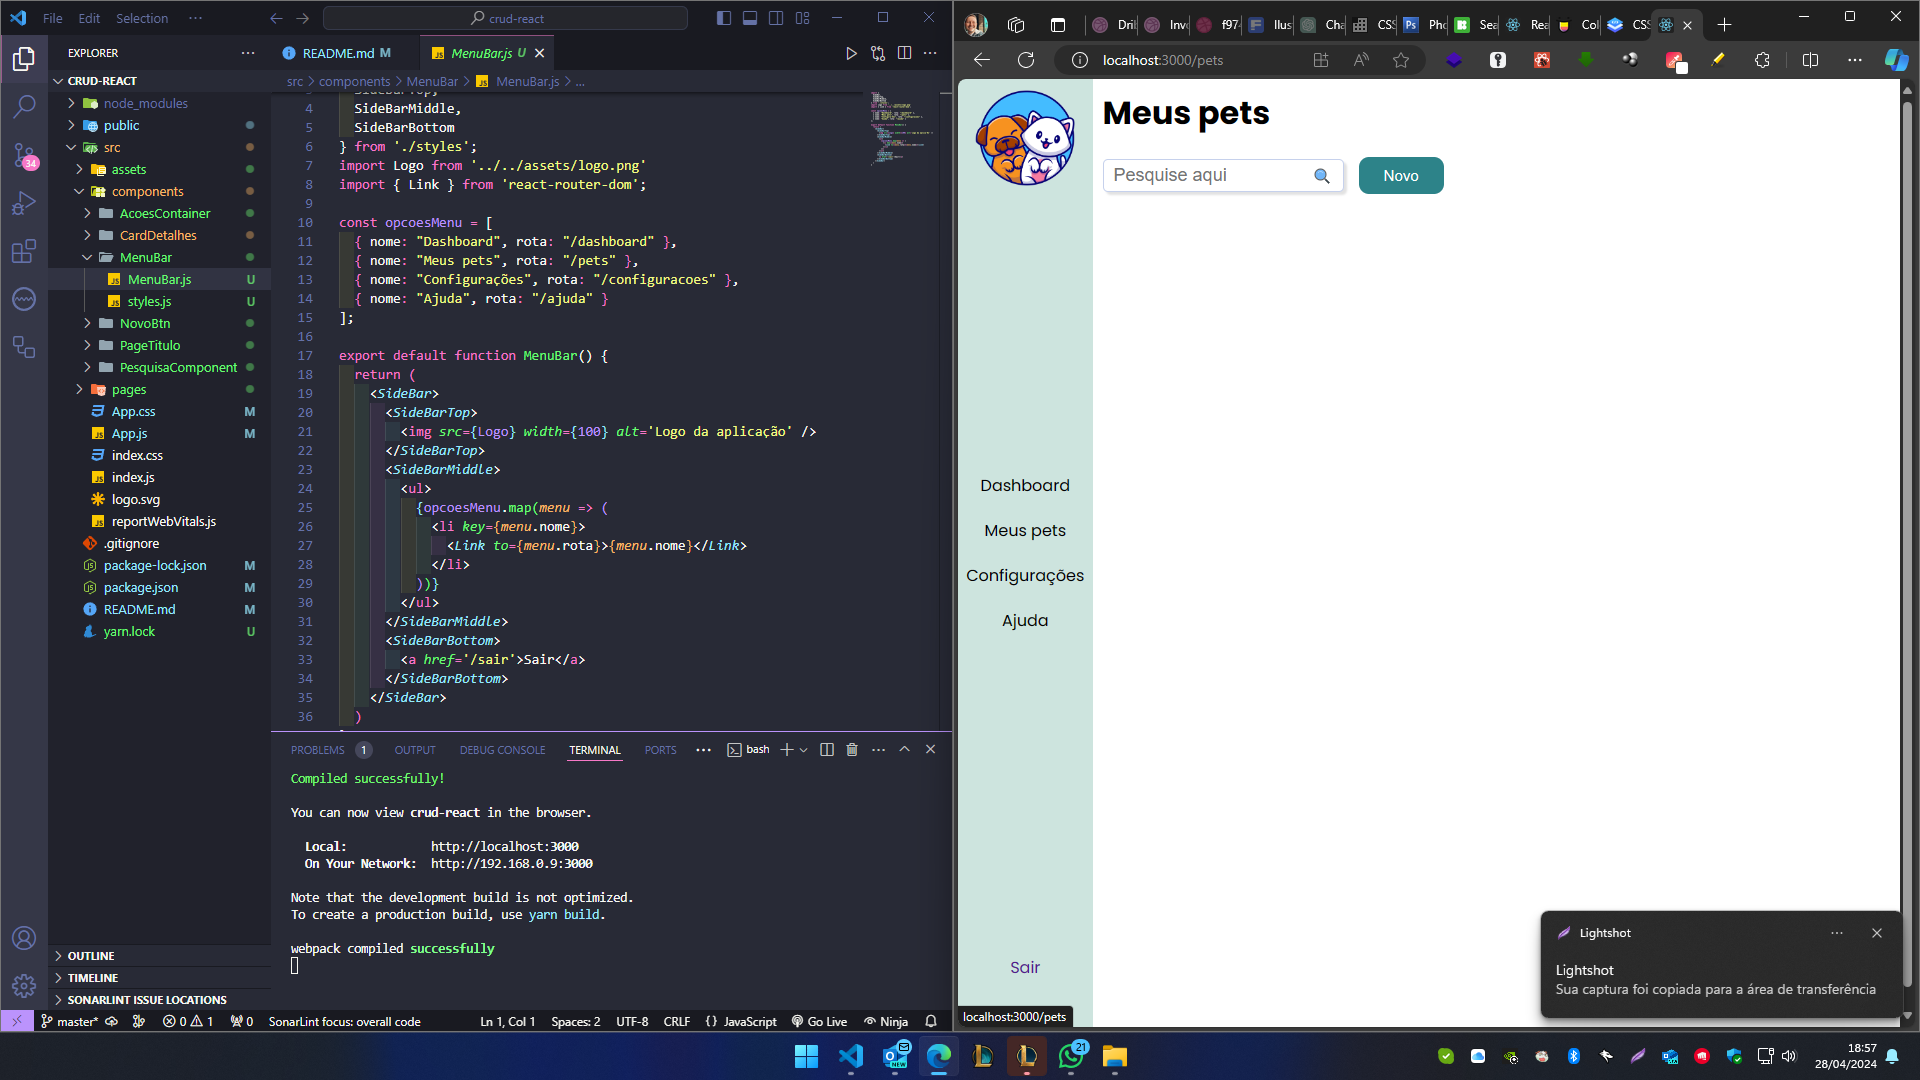 File Edit Selection ···
crud-react
EXPLORER
CRUD-REACT
node_modules
public
src
assets
components
AcoesContainer
CardDetalhes
MenuBar
MenuBar.js U
styles.js U
NovoBtn
PageTitulo
PesquisaComponent
pages
App.css M
App.js M
index.css
index.js
logo.svg
reportWebVitals.js
.gitignore
package-lock.json M
package.json M
README.md M
yarn.lock U
OUTLINE
TIMELINE
SONARLINT ISSUE LOCATIONS
34
README.md M
MenuBar.js U
src > components > MenuBar > MenuBar.js > ...
4 SideBarMiddle,
5 SideBarBottom
6 } from './styles';
7 import Logo from '../../assets/logo.png'
8 import { Link } from 'react-router-dom';
9
10 const opcoesMenu = [
11 { nome: "Dashboard", rota: "/dashboard" },
12 { nome: "Meus pets", rota: "/pets" },
13 { nome: "Configurações", rota: "/configuracoes" },
14 { nome: "Ajuda", rota: "/ajuda" }
15 ];
16
17 export default function MenuBar() {
18 return (
19 <SideBar>
20 <SideBarTop>
21 <img src={Logo} width={100} alt='Logo da aplicação' />
22 </SideBarTop>
23 <SideBarMiddle>
24 <ul>
25 {opcoesMenu.map(menu => (
26 <li key={menu.nome}>
27 <Link to={menu.rota}>{menu.nome}</Link>
28 </li>
29 ))}
30 </ul>
31 </SideBarMiddle>
32 <SideBarBottom>
33 <a href='/sair'>Sair</a>
34 </SideBarBottom>
35 </SideBar>
36 )
PROBLEMS 1 OUTPUT DEBUG CONSOLE TERMINAL PORTS ··· bash
Compiled successfully!
You can now view crud-react in the browser.
Local: http://localhost:3000
On Your Network: http://192.168.0.9:3000
Note that the development build is not optimized.
To create a production build, use yarn build.
webpack compiled successfully
master* 0 1 0 SonarLint focus: overall code Ln 1, Col 1 Spaces: 2 UTF-8 CRLF {} JavaScript Go Live Ninja
Dri Inv f97 Ilus Cha CSS Pho Sea Rea Col CSS
localhost:3000/pets
Meus pets
Pesquise aqui
Novo
Dashboard
Meus pets
Configurações
Ajuda
Sair
localhost:3000/pets
Lightshot
Lightshot
Sua captura foi copiada para a área de transferência
NEW
21
18:57
28/04/2024